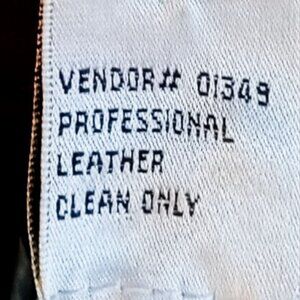 VENDOR# 01349
PROFESSIONAL
LEATHER
CLEAN ONLY